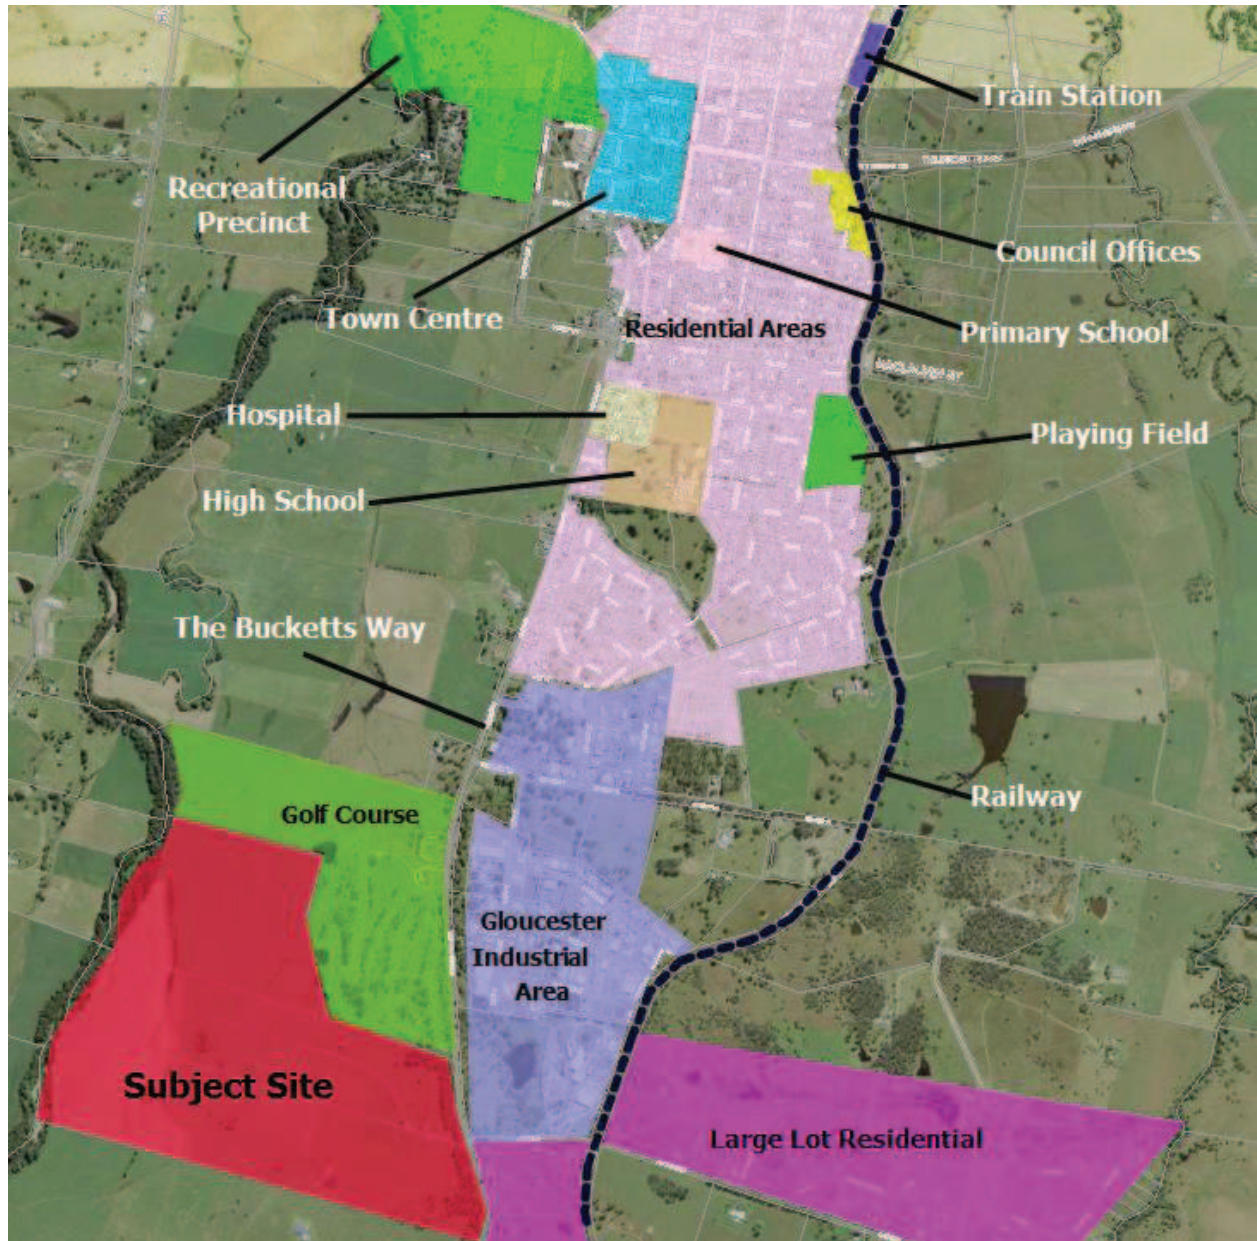 Train Station
Recreational
Precinct
Council Offices
Town Centre
Residential Areas
Primary School
Hospital
Playing Field
High School
The Bucketts Way
Railway
Golf Course
Gloucester
Industrial
Area
Subject Site
Large Lot Residential